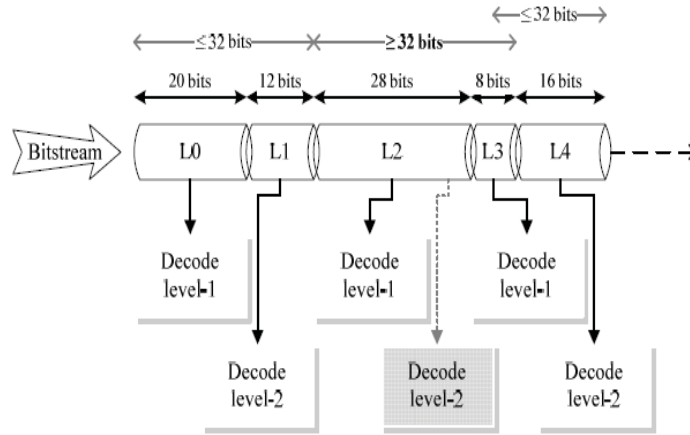 ≤32 bits
≤32 bits
≥32 bits
20 bits
12 bits
28 bits
8 bits
16 bits
Bitstream
L0
L1
L2
L3
L4
Decode
level-1
Decode
level-1
Decode
level-1
Decode
level-2
Decode
level-2
Decode
level-2